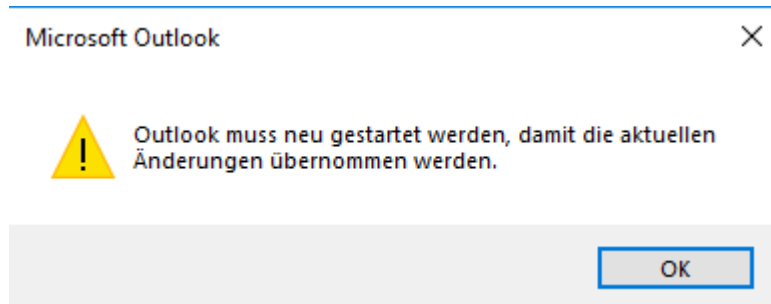 Microsoft Outlook
Outlook muss neu gestartet werden, damit die aktuellen
Änderungen übernommen werden.
OK